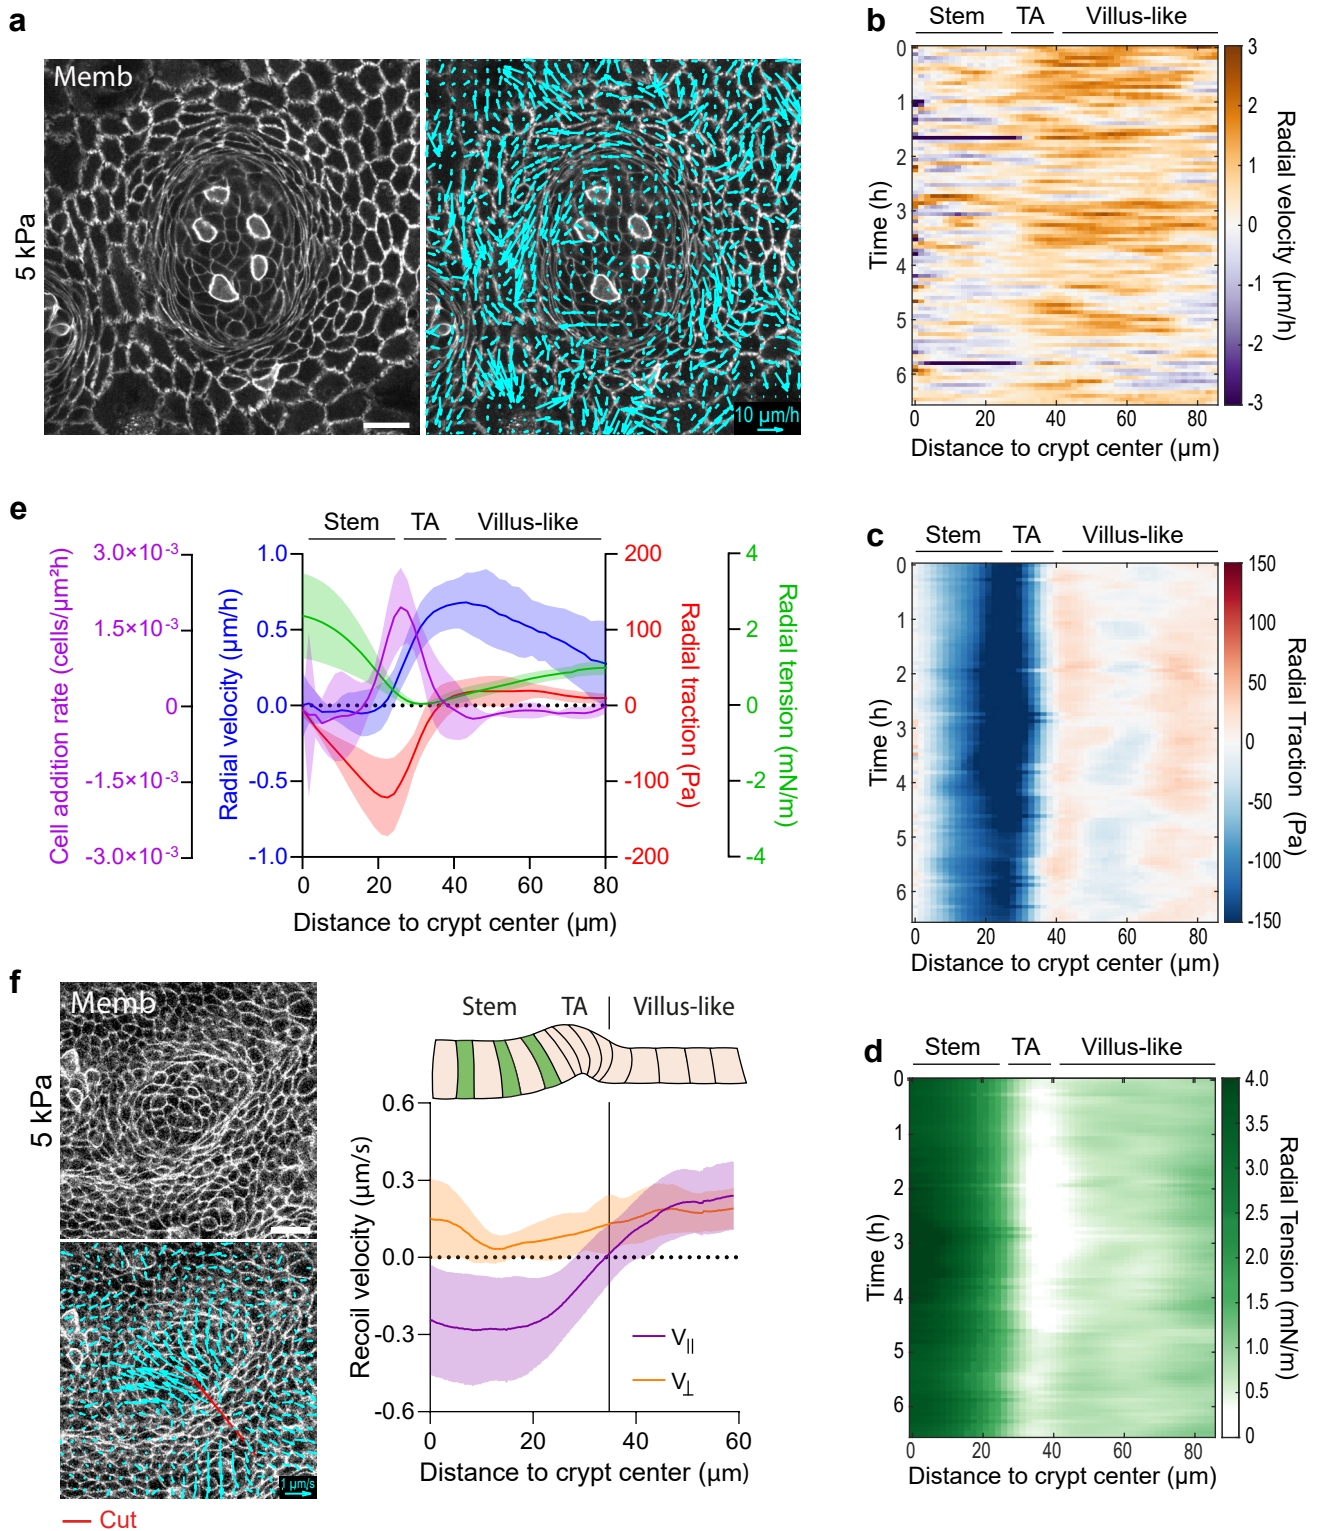 a
Memb
5 kPa
10 µm/h
b
Stem TA Villus-like
0
1
2
3
4
5
6
Time (h)
0 20 40 60 80
Distance to crypt center (µm)
3
2
1
0
-1
-2
-3
Radial velocity (µm/h)
e
Stem TA Villus-like
Cell addition rate (cells/µm²h)
3.0×10⁻³
1.5×10⁻³
0
-1.5×10⁻³
-3.0×10⁻³
Radial velocity (µm/h)
1.0
0.5
0.0
-0.5
-1.0
200
100
0
-100
-200
Radial traction (Pa)
4
2
0
-2
-4
Radial tension (mN/m)
0 20 40 60 80
Distance to crypt center (µm)
c
Stem TA Villus-like
0
1
2
3
4
5
6
Time (h)
0 20 40 60 80
Distance to crypt center (µm)
150
100
50
0
-50
-100
-150
Radial Traction (Pa)
f
Memb
5 kPa
1 µm/s
Cut
Stem TA Villus-like
0.6
0.3
0.0
-0.3
-0.6
Recoil velocity (µm/s)
V||
V⊥
0 20 40 60
Distance to crypt center (µm)
d
Stem TA Villus-like
0
1
2
3
4
5
6
Time (h)
0 20 40 60 80
Distance to crypt center (µm)
4.0
3.5
3.0
2.5
2.0
1.5
1.0
0.5
0
Radial Tension (mN/m)